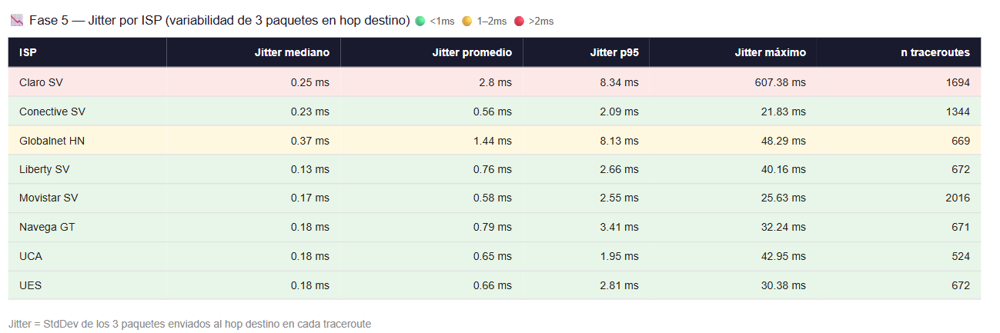 Fase 5 — Jitter por ISP (variabilidad de 3 paquetes en hop destino) <1ms 1–2ms >2ms
ISP Jitter mediano Jitter promedio Jitter p95 Jitter máximo n traceroutes
Claro SV 0.25 ms 2.8 ms 8.34 ms 607.38 ms 1694
Conective SV 0.23 ms 0.56 ms 2.09 ms 21.83 ms 1344
Globalnet HN 0.37 ms 1.44 ms 8.13 ms 48.29 ms 669
Liberty SV 0.13 ms 0.76 ms 2.66 ms 40.16 ms 672
Movistar SV 0.17 ms 0.58 ms 2.55 ms 25.63 ms 2016
Navega GT 0.18 ms 0.79 ms 3.41 ms 32.24 ms 671
UCA 0.18 ms 0.65 ms 1.95 ms 42.95 ms 524
UES 0.18 ms 0.66 ms 2.81 ms 30.38 ms 672
Jitter = StdDev de los 3 paquetes enviados al hop destino en cada traceroute